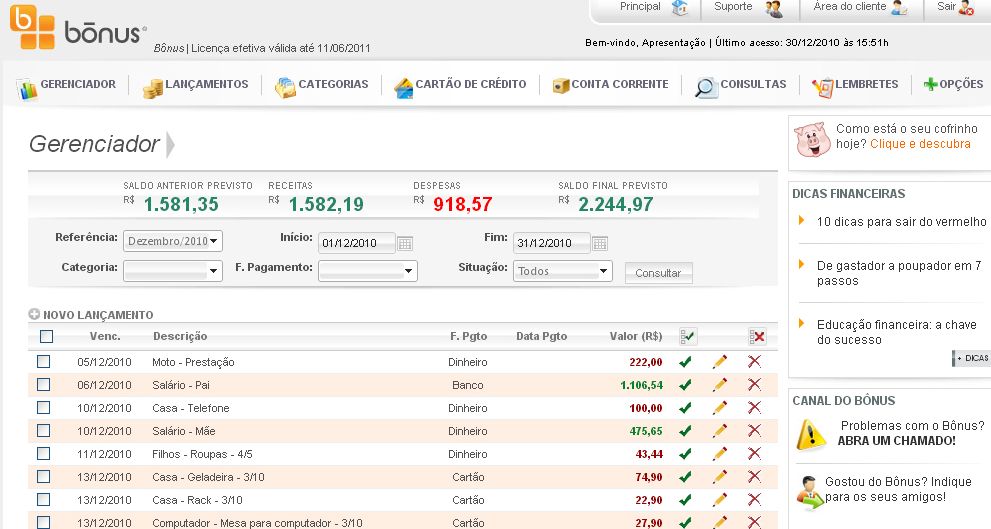 bônus®
Bônus | Licença efetiva válida até 11/06/2011
Principal
Suporte
Área do cliente
Sair
Bem-vindo, Apresentação | Último acesso: 30/12/2010 às 15:51h
GERENCIADOR
LANÇAMENTOS
CATEGORIAS
CARTÃO DE CRÉDITO
CONTA CORRENTE
CONSULTAS
LEMBRETES
OPÇÕES
Gerenciador
SALDO ANTERIOR PREVISTO
R$ 1.581,35
RECEITAS
R$ 1.582,19
DESPESAS
R$ 918,57
SALDO FINAL PREVISTO
R$ 2.244,97
Referência: Dezembro/2010 Início: 01/12/2010 Fim: 31/12/2010
Categoria: F. Pagamento: Situação: Todos Consultar
NOVO LANÇAMENTO
Venc. Descrição F. Pgto Data Pgto Valor (R$)
05/12/2010 Moto - Prestação Dinheiro 222,00
06/12/2010 Salário - Pai Banco 1.106,54
10/12/2010 Casa - Telefone Dinheiro 100,00
10/12/2010 Salário - Mãe Dinheiro 475,65
11/12/2010 Filhos - Roupas - 4/5 Dinheiro 43,44
13/12/2010 Casa - Geladeira - 3/10 Cartão 74,90
13/12/2010 Casa - Rack - 3/10 Cartão 22,90
13/12/2010 Computador - Mesa para computador - 3/10 Cartão 27,90
Como está o seu cofrinho
hoje? Clique e descubra
DICAS FINANCEIRAS
10 dicas para sair do vermelho
De gastador a poupador em 7
passos
Educação financeira: a chave
do sucesso
+ DICAS
CANAL DO BÔNUS
Problemas com o Bônus?
ABRA UM CHAMADO!
Gostou do Bônus? Indique
para os seus amigos!